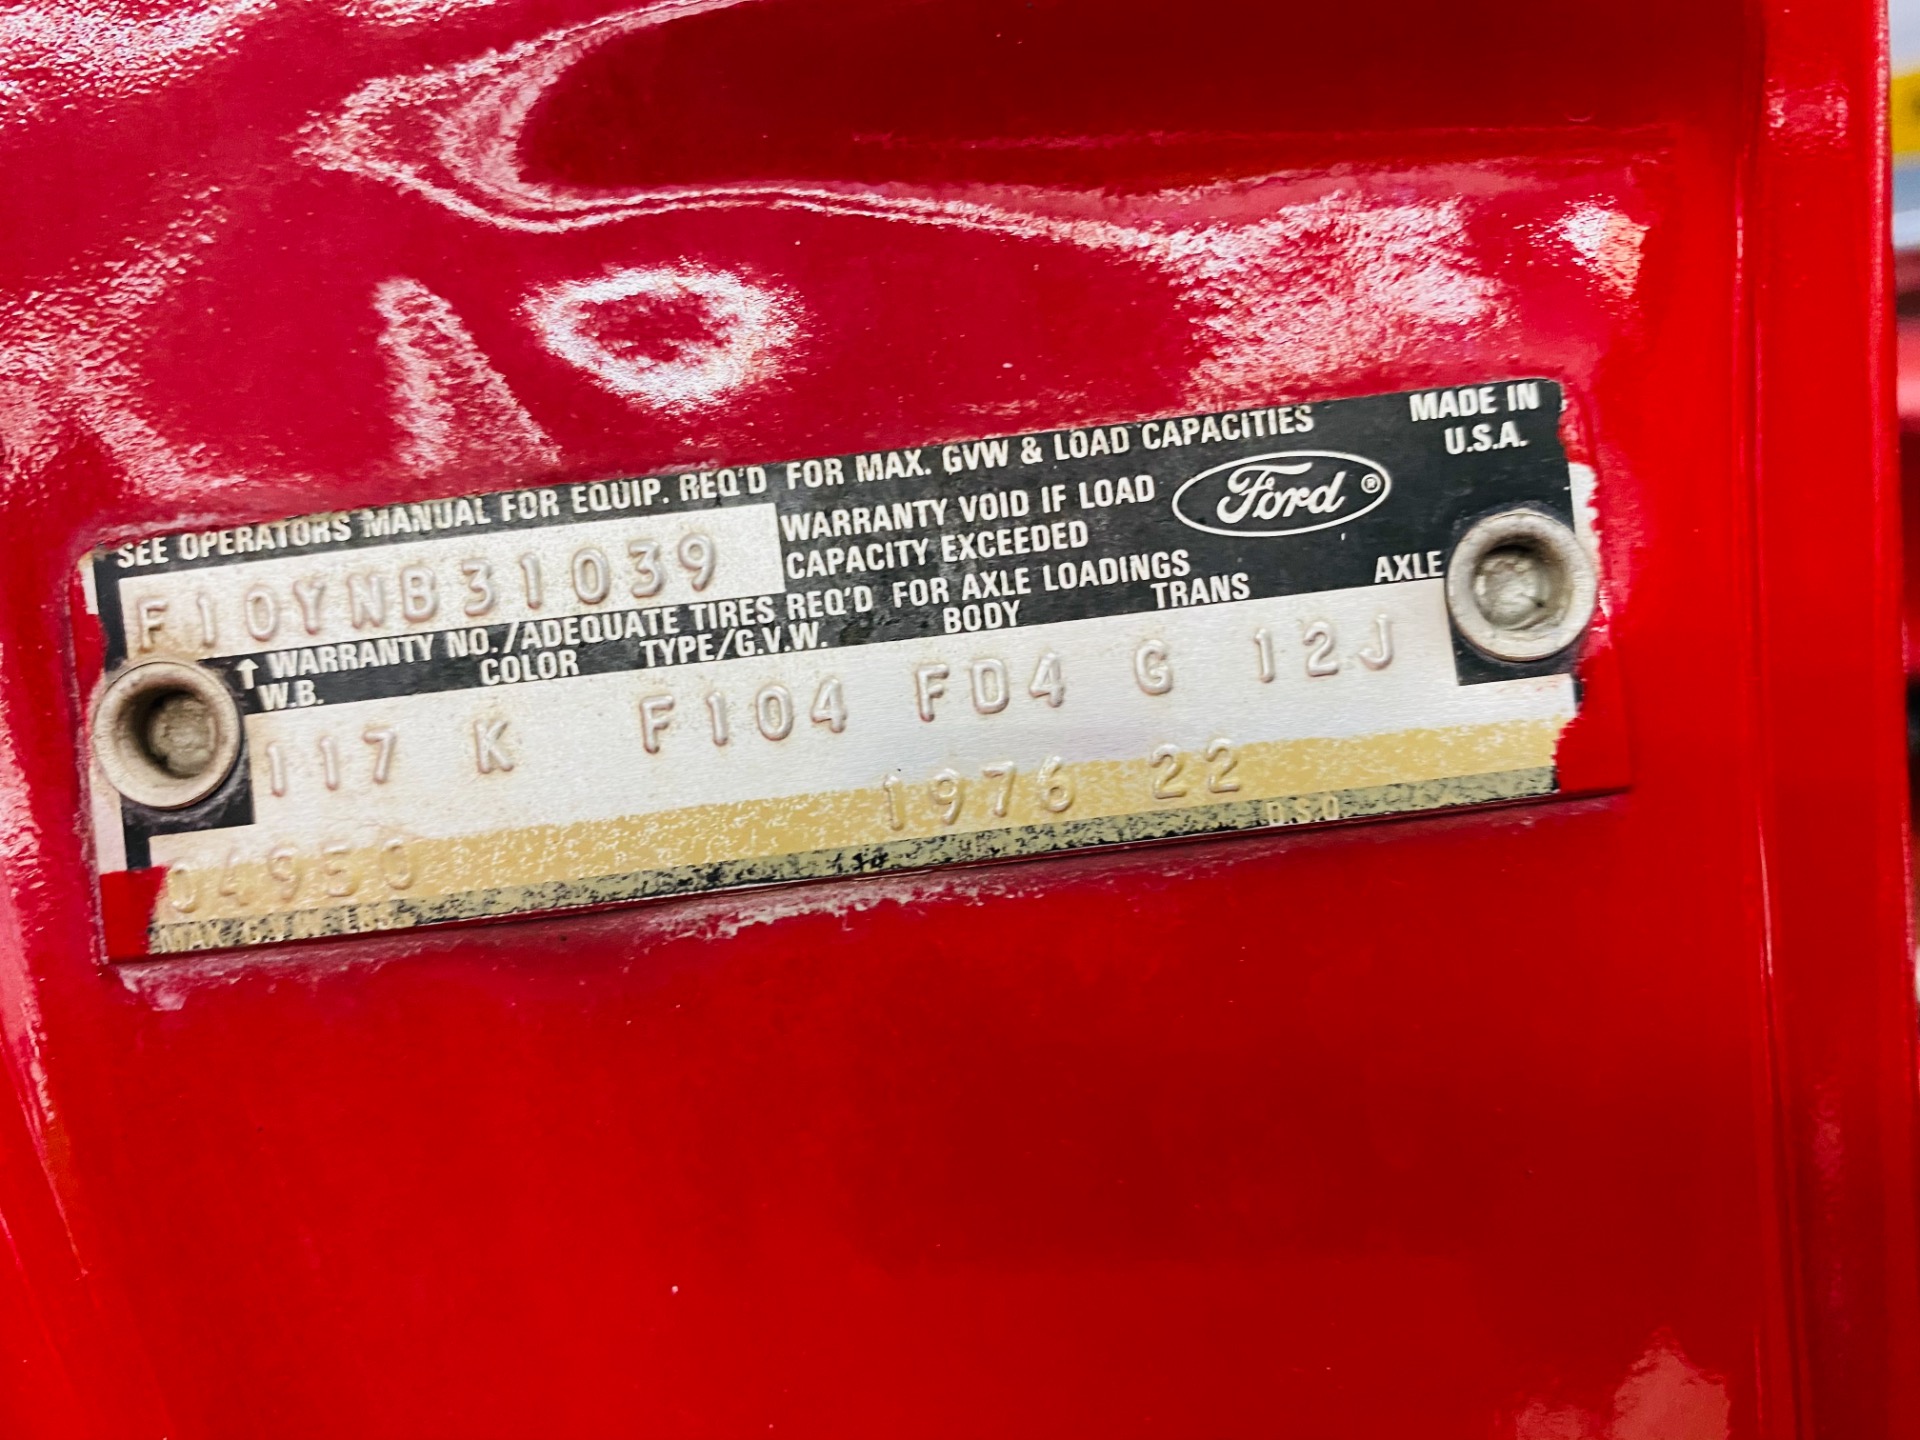 SEE OPERATORS MANUAL FOR EQUIP. REQ'D FOR MAX. GVW & LOAD CAPACITIES
MADE IN
U.S.A.
F10YNB31039
WARRANTY VOID IF LOAD
CAPACITY EXCEEDED
Ford ®
↑ WARRANTY NO./ADEQUATE TIRES REQ'D FOR AXLE LOADINGS
W.B. COLOR TYPE/G.V.W. BODY TRANS AXLE
117 K F104 FD4 G 12J
04950 1976 22
MAX. G.V.W. LBS. D.S.O.